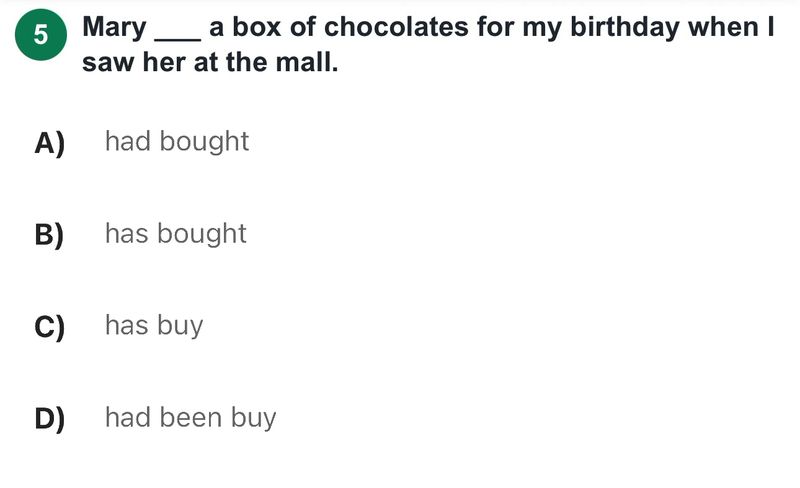 5 Mary ___ a box of chocolates for my birthday when I
saw her at the mall.
A) had bought
B) has bought
C) has buy
D) had been buy